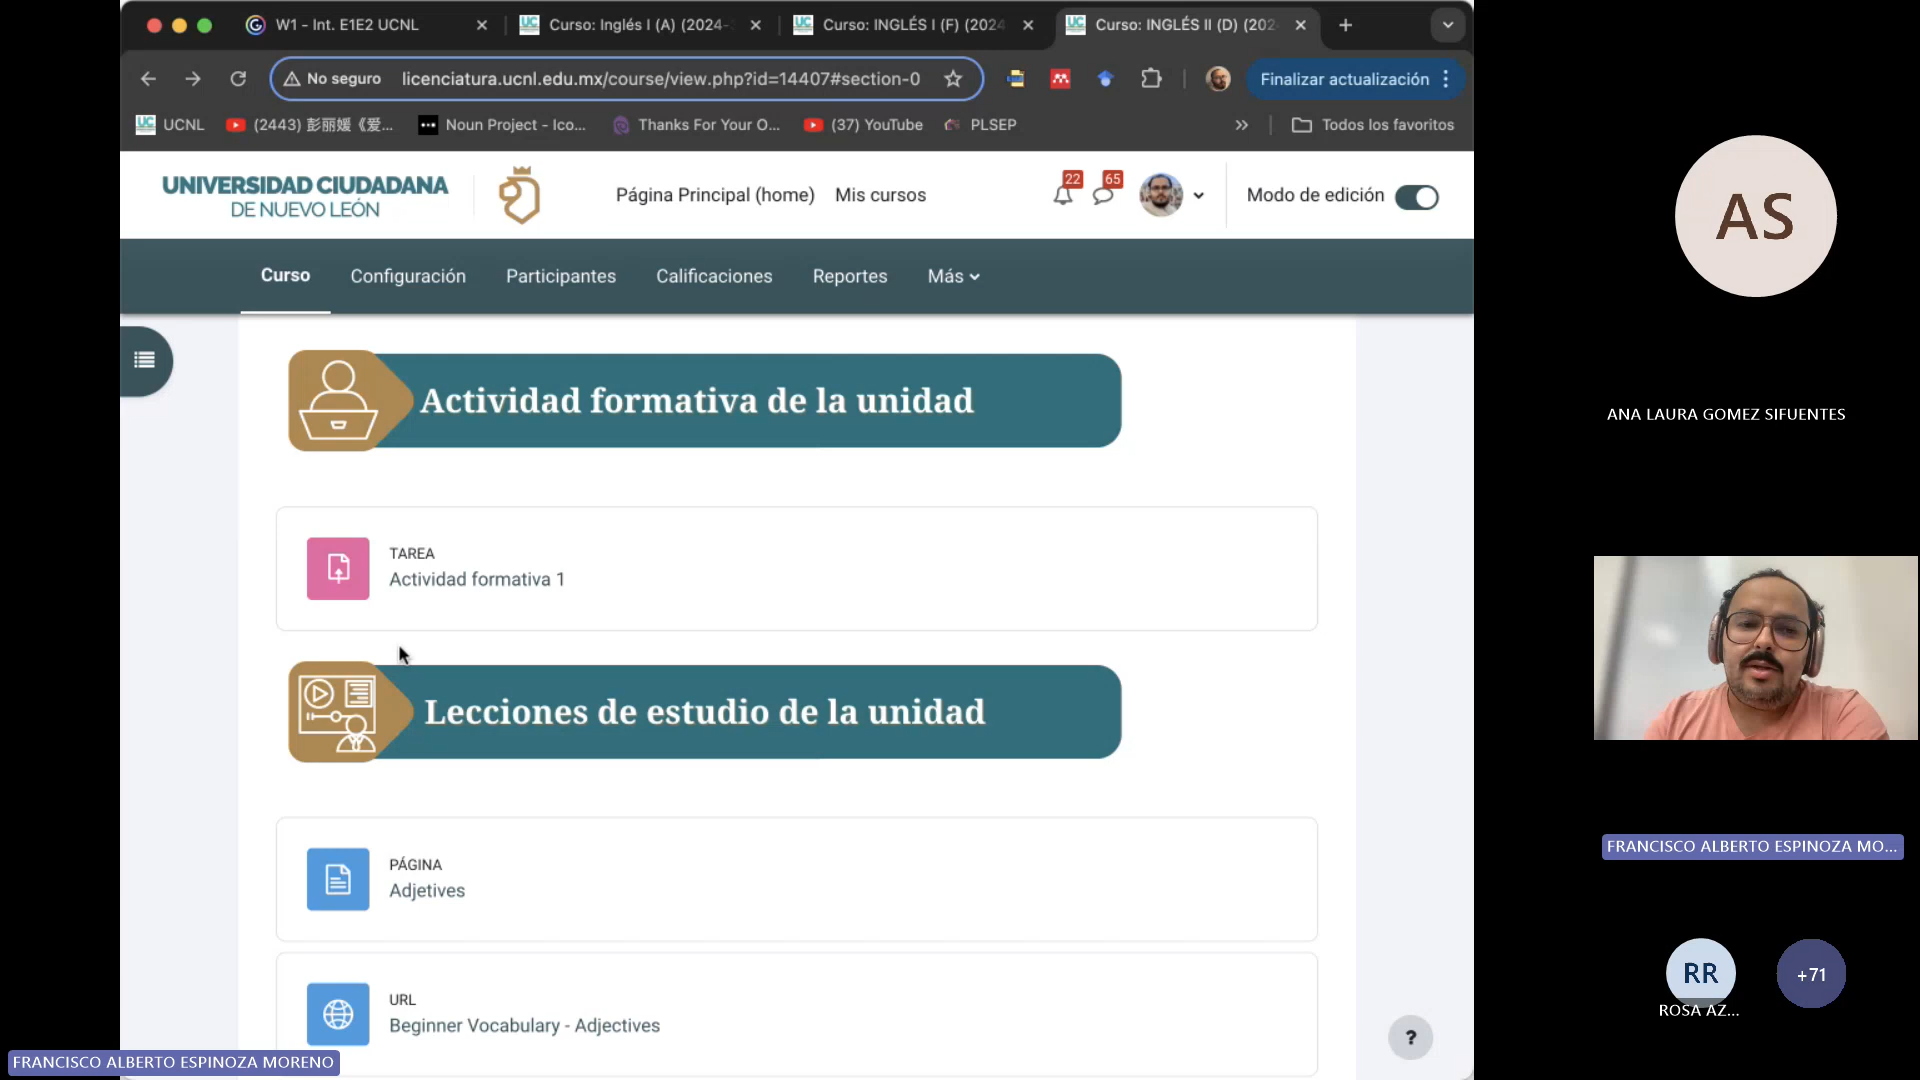 W1 - Int. E1E2 UCNL
Curso: Inglés I (A) (2024-
Curso: INGLÉS I (F) (2024
Curso: INGLÉS II (D) (202
No seguro
licenciatura.ucnl.edu.mx/course/view.php?id=14407#section-0
Finalizar actualización
UCNL
(2443) 彭丽媛《爱...
Noun Project - Ico...
Thanks For Your O...
(37) YouTube
PLSEP
Todos los favoritos
UNIVERSIDAD CIUDADANA
DE NUEVO LEÓN
Página Principal (home)
Mis cursos
22
65
Modo de edición
Curso
Configuración
Participantes
Calificaciones
Reportes
Más
Actividad formativa de la unidad
TAREA
Actividad formativa 1
Lecciones de estudio de la unidad
PÁGINA
Adjetives
URL
Beginner Vocabulary - Adjectives
?
FRANCISCO ALBERTO ESPINOZA MORENO
AS
ANA LAURA GOMEZ SIFUENTES
FRANCISCO ALBERTO ESPINOZA MO...
RR
+71
ROSA AZ...